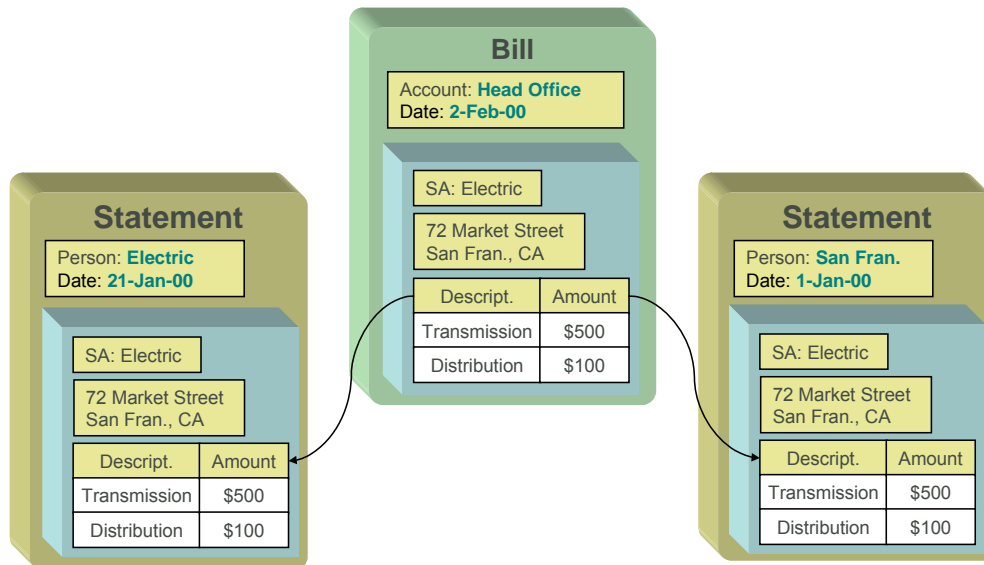 Bill
Account: Head Office
Date: 2-Feb-00
SA: Electric
72 Market Street
San Fran., CA
Descript. Amount
Transmission $500
Distribution $100
Statement
Person: Electric
Date: 21-Jan-00
SA: Electric
72 Market Street
San Fran., CA
Descript. Amount
Transmission $500
Distribution $100
Statement
Person: San Fran.
Date: 1-Jan-00
SA: Electric
72 Market Street
San Fran., CA
Descript. Amount
Transmission $500
Distribution $100